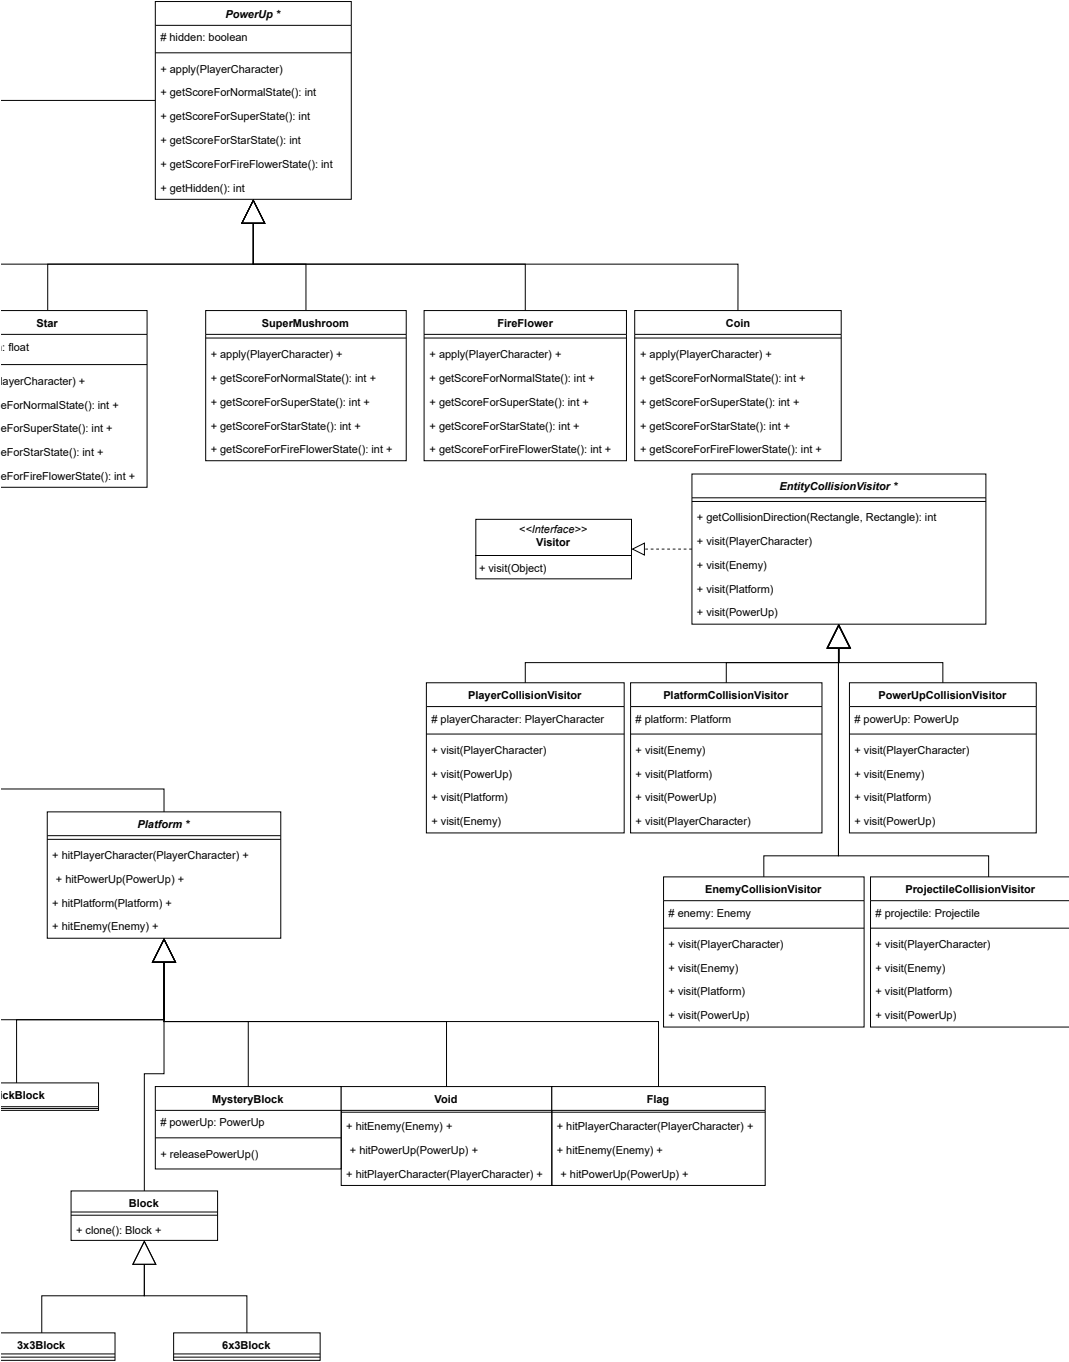 PowerUp *
# hidden: boolean
+ apply(PlayerCharacter)
+ getScoreForNormalState(): int
+ getScoreForSuperState(): int
+ getScoreForStarState(): int
+ getScoreForFireFlowerState(): int
+ getHidden(): int
Star
: float
layerCharacter) +
eForNormalState(): int +
eForSuperState(): int +
eForStarState(): int +
eForFireFlowerState(): int +
SuperMushroom
+ apply(PlayerCharacter) +
+ getScoreForNormalState(): int +
+ getScoreForSuperState(): int +
+ getScoreForStarState(): int +
+ getScoreForFireFlowerState(): int +
FireFlower
+ apply(PlayerCharacter) +
+ getScoreForNormalState(): int +
+ getScoreForSuperState(): int +
+ getScoreForStarState(): int +
+ getScoreForFireFlowerState(): int +
Coin
+ apply(PlayerCharacter) +
+ getScoreForNormalState(): int +
+ getScoreForSuperState(): int +
+ getScoreForStarState(): int +
+ getScoreForFireFlowerState(): int +
EntityCollisionVisitor *
+ getCollisionDirection(Rectangle, Rectangle): int
+ visit(PlayerCharacter)
+ visit(Enemy)
+ visit(Platform)
+ visit(PowerUp)
<<Interface>>
Visitor
+ visit(Object)
PlayerCollisionVisitor
# playerCharacter: PlayerCharacter
+ visit(PlayerCharacter)
+ visit(PowerUp)
+ visit(Platform)
+ visit(Enemy)
PlatformCollisionVisitor
# platform: Platform
+ visit(Enemy)
+ visit(Platform)
+ visit(PowerUp)
+ visit(PlayerCharacter)
PowerUpCollisionVisitor
# powerUp: PowerUp
+ visit(PlayerCharacter)
+ visit(Enemy)
+ visit(Platform)
+ visit(PowerUp)
Platform *
+ hitPlayerCharacter(PlayerCharacter) +
+ hitPowerUp(PowerUp) +
+ hitPlatform(Platform) +
+ hitEnemy(Enemy) +
EnemyCollisionVisitor
# enemy: Enemy
+ visit(PlayerCharacter)
+ visit(Enemy)
+ visit(Platform)
+ visit(PowerUp)
ProjectileCollisionVisitor
# projectile: Projectile
+ visit(PlayerCharacter)
+ visit(Enemy)
+ visit(Platform)
+ visit(PowerUp)
ickBlock
MysteryBlock
# powerUp: PowerUp
+ releasePowerUp()
Void
+ hitEnemy(Enemy) +
+ hitPowerUp(PowerUp) +
+ hitPlayerCharacter(PlayerCharacter) +
Flag
+ hitPlayerCharacter(PlayerCharacter) +
+ hitEnemy(Enemy) +
+ hitPowerUp(PowerUp) +
Block
+ clone(): Block +
3x3Block
6x3Block